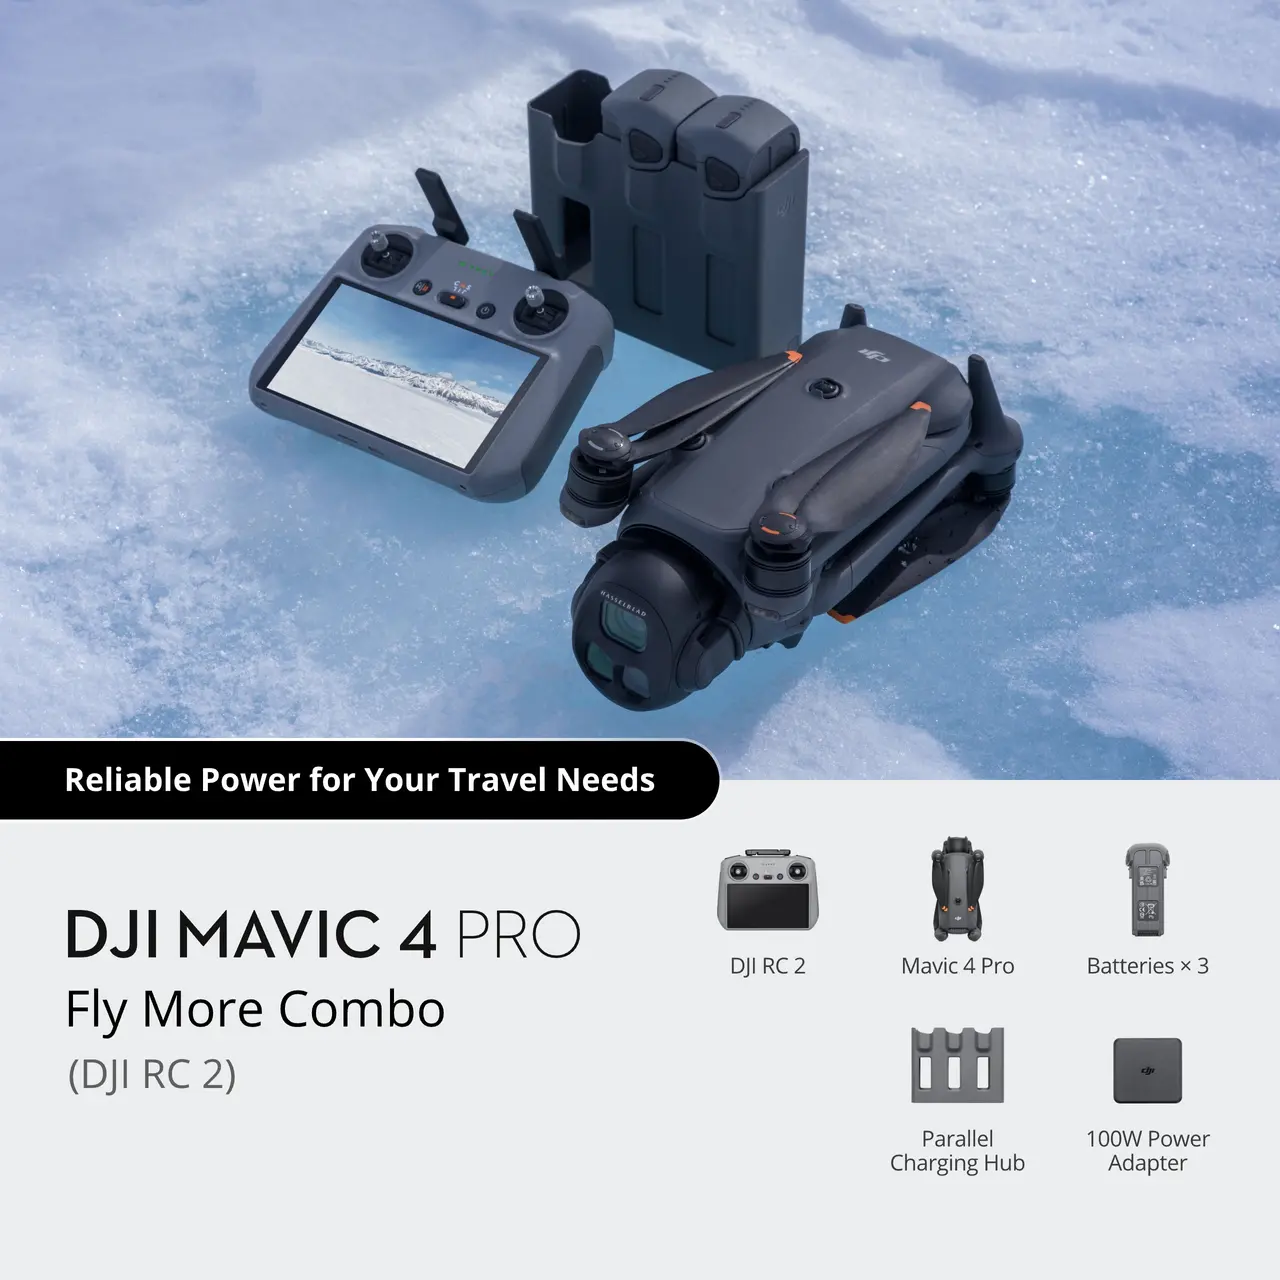 HASSELBLAD
Reliable Power for Your Travel Needs
DJI MAVIC 4 PRO
Fly More Combo
(DJI RC 2)
DJI RC 2
Mavic 4 Pro
Batteries × 3
Parallel
Charging Hub
100W Power
Adapter